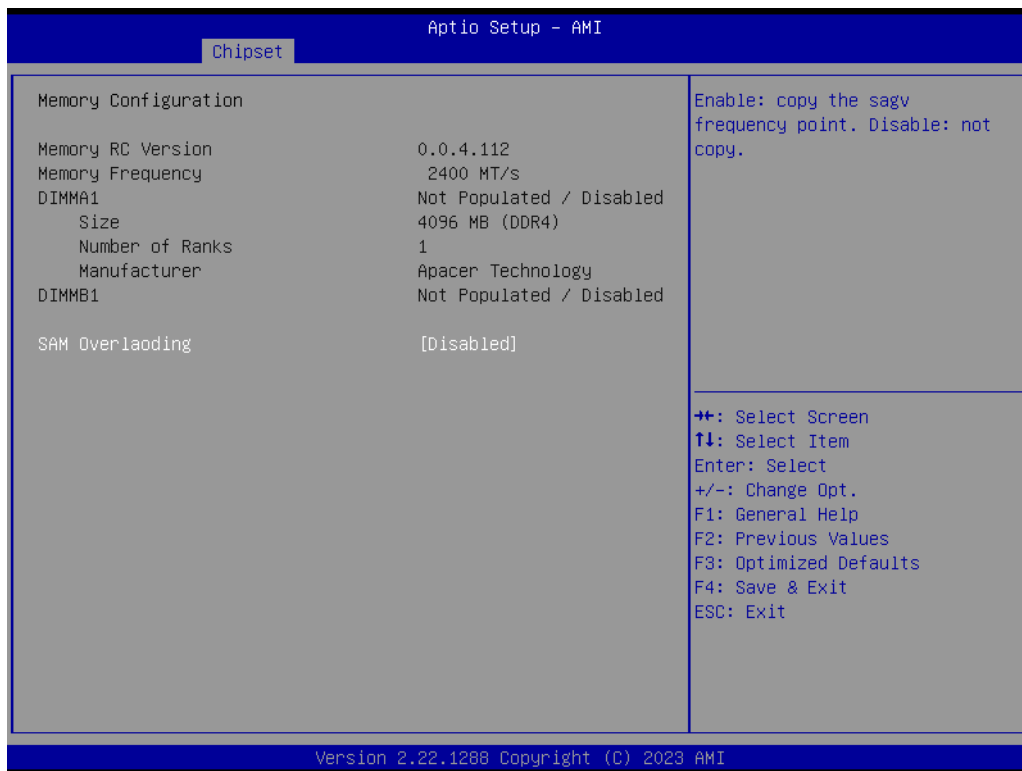 Aptio Setup – AMI
Chipset
Memory Configuration
Memory RC Version 0.0.4.112
Memory Frequency 2400 MT/s
DIMMA1 Not Populated / Disabled
Size 4096 MB (DDR4)
Number of Ranks 1
Manufacturer Apacer Technology
DIMMB1 Not Populated / Disabled
SAM Overlaoding [Disabled]
Enable: copy the sagv
frequency point. Disable: not
copy.
→←: Select Screen
↑↓: Select Item
Enter: Select
+/-: Change Opt.
F1: General Help
F2: Previous Values
F3: Optimized Defaults
F4: Save & Exit
ESC: Exit
Version 2.22.1288 Copyright (C) 2023 AMI